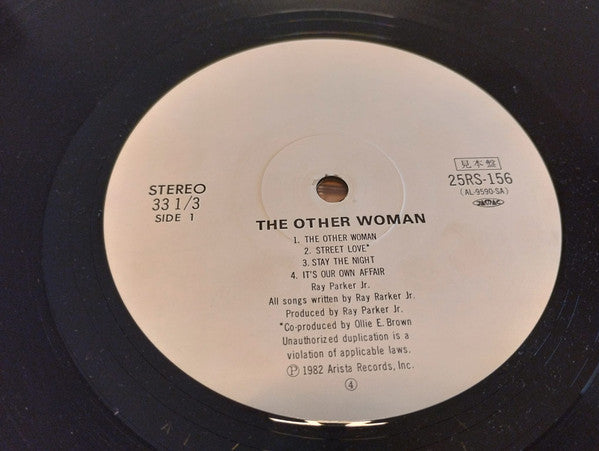 STEREO
33 1/3
SIDE 1
見本盤
25RS-156
(AL-9590-SA)
JASRAC
THE OTHER WOMAN
1. THE OTHER WOMAN
2. STREET LOVE*
3. STAY THE NIGHT
4. IT'S OUR OWN AFFAIR
Ray Parker Jr.
All songs written by Ray Rarker Jr.
Produced by Ray Parker Jr.
*Co-produced by Ollie E. Brown
Unauthorized duplication is a
violation of applicable laws.
Ⓟ 1982 Arista Records, Inc.
④